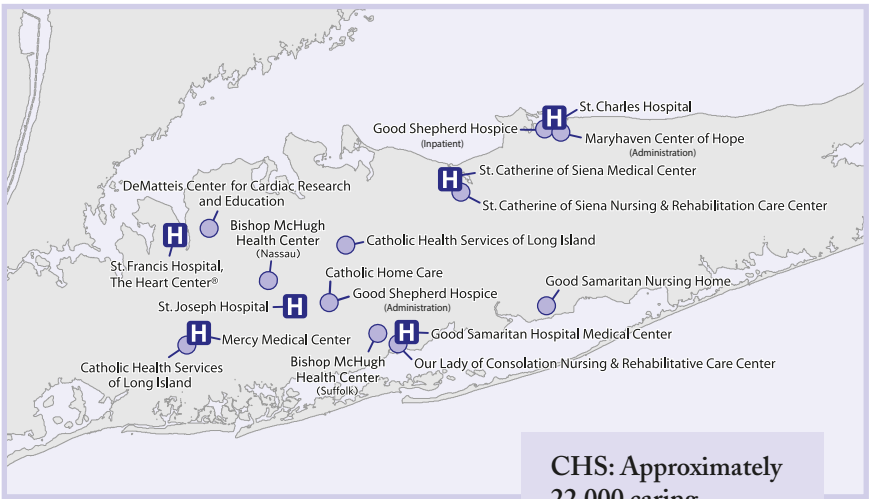 H St. Charles Hospital
Good Shepherd Hospice
(Inpatient)
Maryhaven Center of Hope
(Administration)
H St. Catherine of Siena Medical Center
St. Catherine of Siena Nursing & Rehabilitation Care Center
DeMatteis Center for Cardiac Research
and Education
H
St. Francis Hospital,
The Heart Center®
Bishop McHugh
Health Center
(Nassau)
Catholic Health Services of Long Island
Catholic Home Care
Good Shepherd Hospice
(Administration)
Good Samaritan Nursing Home
St. Joseph Hospital H
H Mercy Medical Center
Catholic Health Services
of Long Island
Bishop McHugh
Health Center
(Suffolk)
H Good Samaritan Hospital Medical Center
Our Lady of Consolation Nursing & Rehabilitative Care Center
CHS: Approximately
22,000 caring